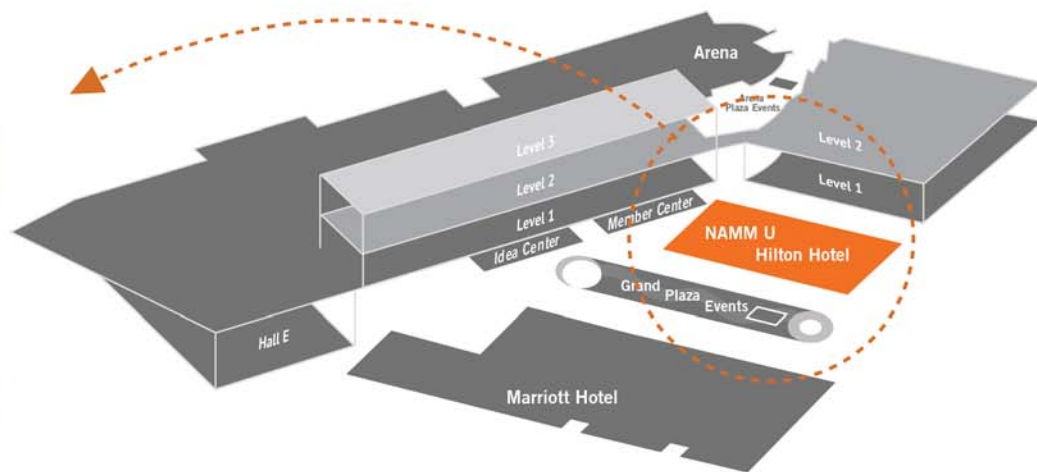 Arena
Arena
Plaza Events
Level 3
Level 2
Level 2
Level 1
Level 1
Member Center
Idea Center
NAMM U
Hilton Hotel
Grand Plaza Events
Hall E
Marriott Hotel